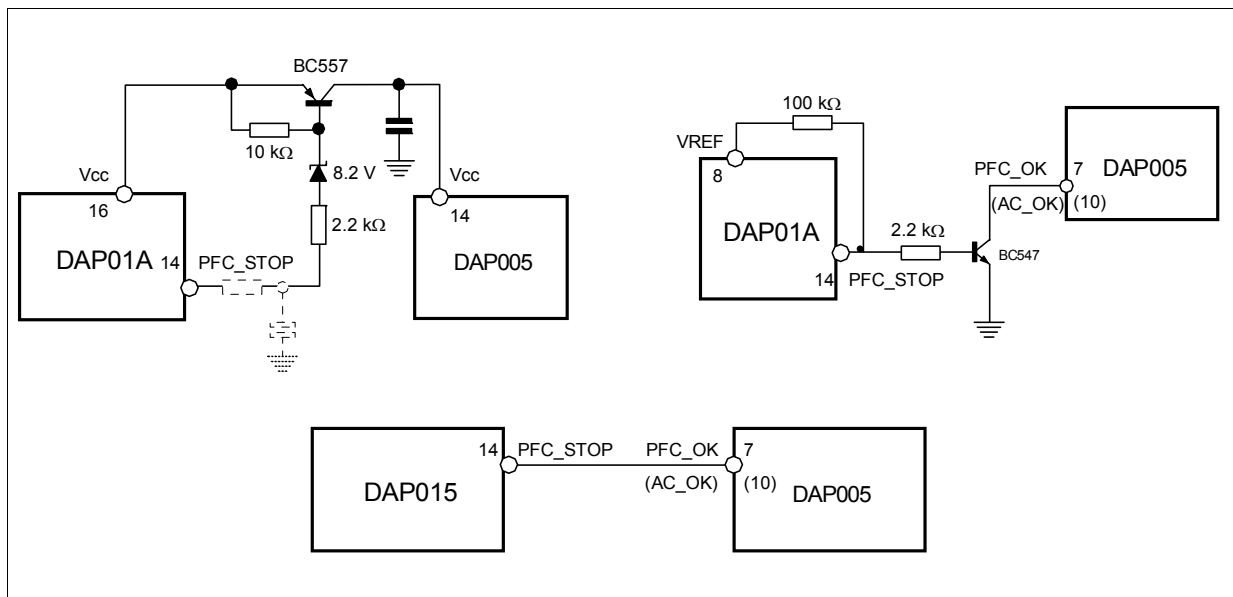 BC557
10 kΩ
8.2 V
2.2 kΩ
Vcc
16
DAP01A
14
PFC_STOP
Vcc
14
DAP005
100 kΩ
VREF
8
DAP01A
14
PFC_STOP
2.2 kΩ
BC547
PFC_OK
(AC_OK)
7
(10)
DAP005
DAP015
14
PFC_STOP
PFC_OK
(AC_OK)
7
(10)
DAP005